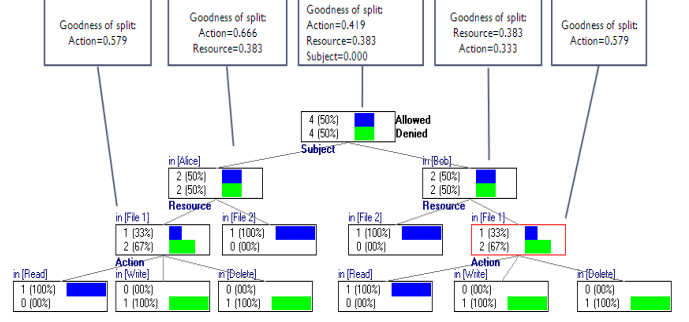 Goodness of split:
Action=0.579
Goodness of split:
Action=0.666
Resource=0.383
Goodness of split:
Action=0.419
Resource=0.383
Subject=0.000
Goodness of split:
Resource=0.383
Action=0.333
Goodness of split:
Action=0.579
4 (50%) Allowed
4 (50%) Denied
Subject
in [Alice]
2 (50%)
2 (50%)
Resource
in [Bob]
2 (50%)
2 (50%)
Resource
in [File 1]
1 (33%)
2 (67%)
Action
in [File 2]
1 (100%)
0 (00%)
in [File 2]
1 (100%)
0 (00%)
in [File 1]
1 (33%)
2 (67%)
Action
in [Read]
1 (100%)
0 (00%)
in [Write]
0 (00%)
1 (100%)
in [Delete]
0 (00%)
1 (100%)
in [Read]
1 (100%)
0 (00%)
in [Write]
0 (00%)
1 (100%)
in [Delete]
0 (00%)
1 (100%)